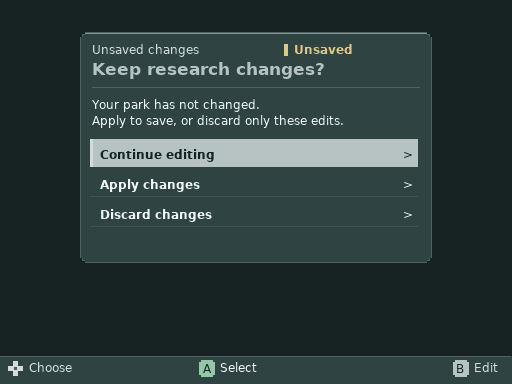 Unsaved changes
Unsaved
Keep research changes?
Your park has not changed.
Apply to save, or discard only these edits.
Continue editing >
Apply changes >
Discard changes >
Choose
A Select
B Edit